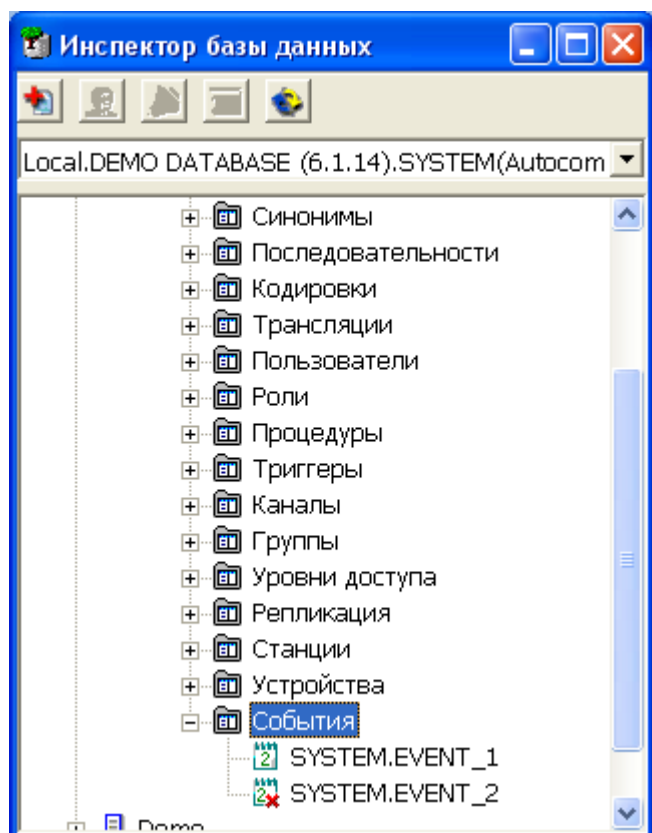 Инспектор базы данных
Local.DEMO DATABASE (6.1.14).SYSTEM(Autocom
Синонимы
Последовательности
Кодировки
Трансляции
Пользователи
Роли
Процедуры
Триггеры
Каналы
Группы
Уровни доступа
Репликация
Станции
Устройства
События
SYSTEM.EVENT_1
SYSTEM.EVENT_2
Demo